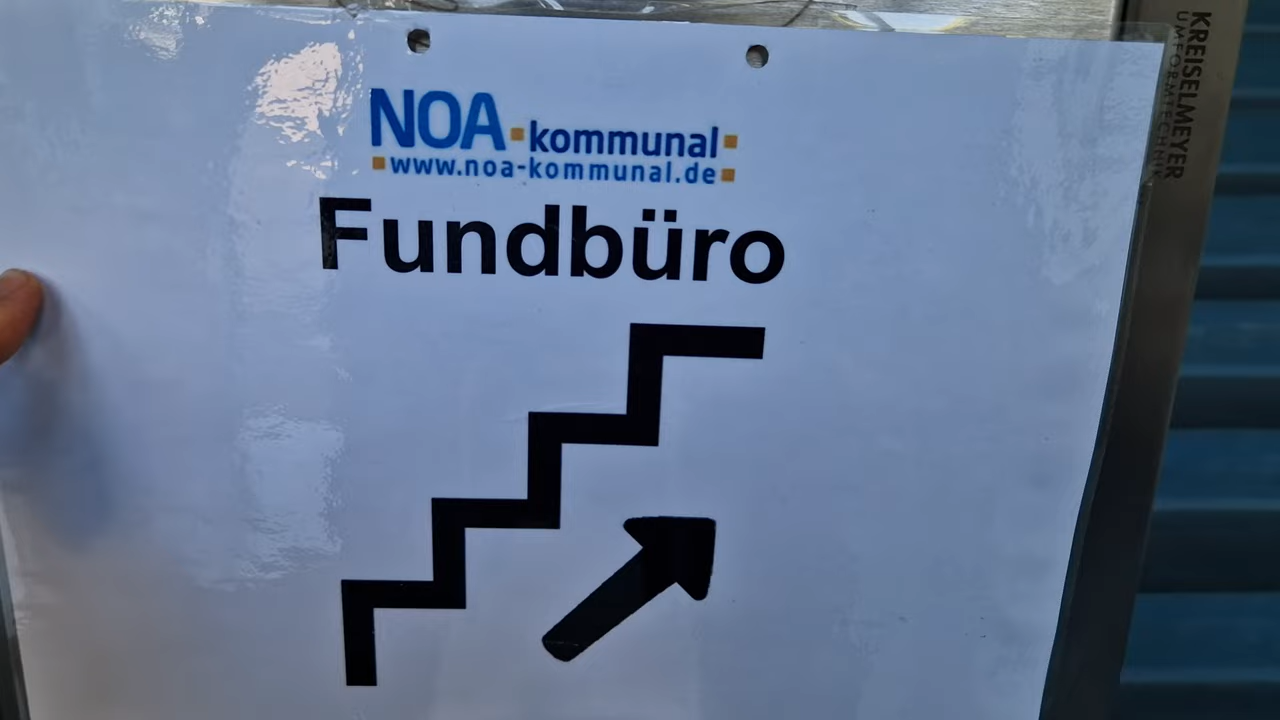 NOA kommunal
www.noa-kommunal.de
Fundbüro
KREISELMEYER
UMFORMTECHNIK